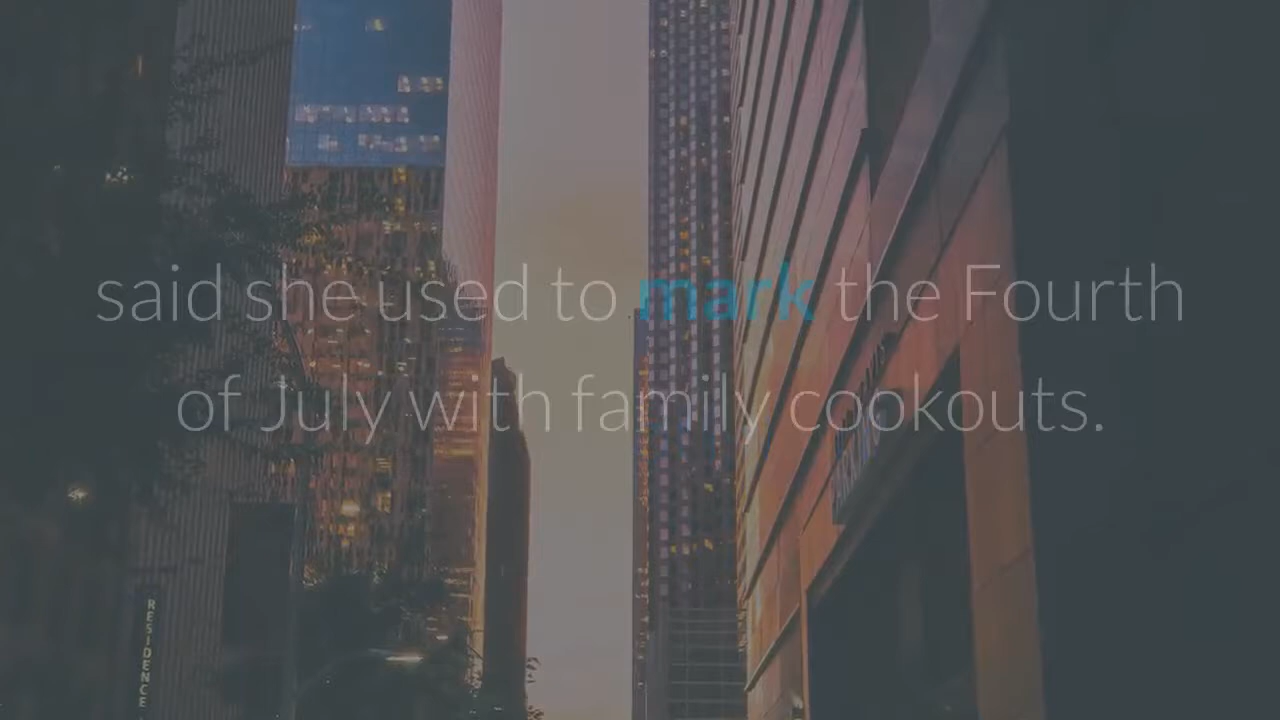 said she used to mark the Fourth
of July with family cookouts.
RESIDENCE